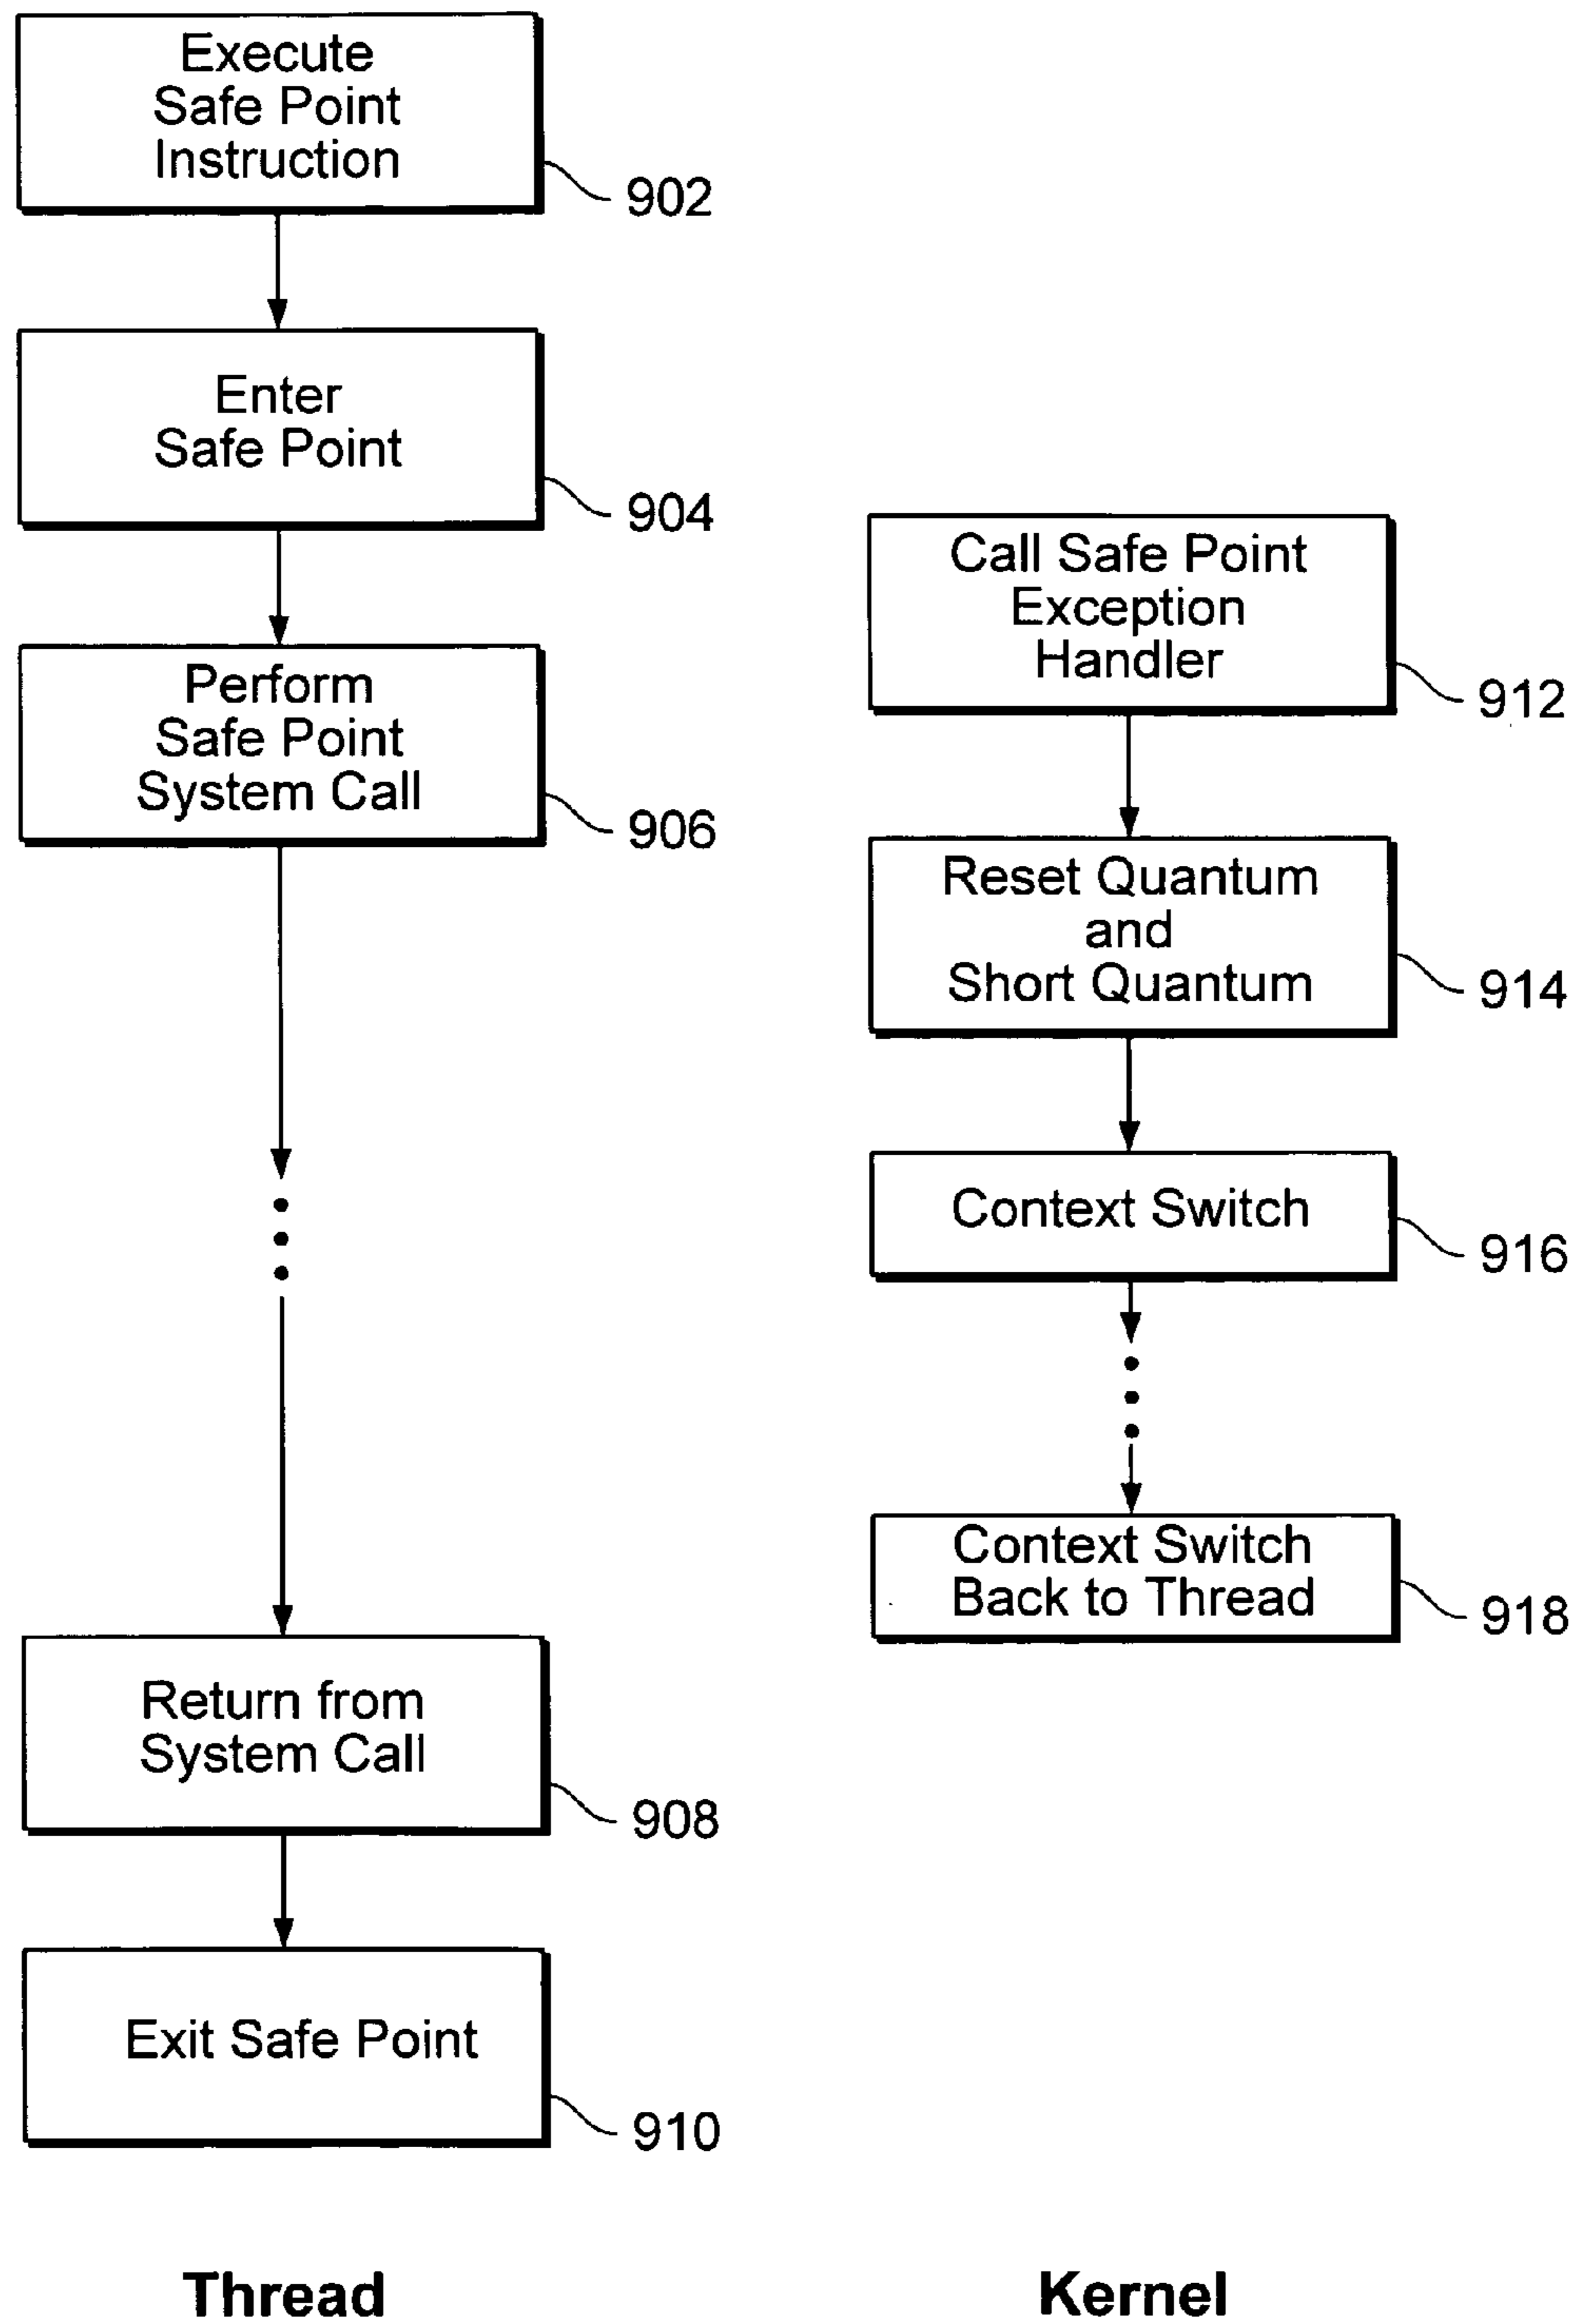 Execute
Safe Point
Instruction
902
Enter
Safe Point
904
Perform
Safe Point
System Call
906
Return from
System Call
908
Exit Safe Point
910
Thread
Call Safe Point
Exception
Handler
912
Reset Quantum
and
Short Quantum
914
Context Switch
916
Context Switch
Back to Thread
918
Kernel